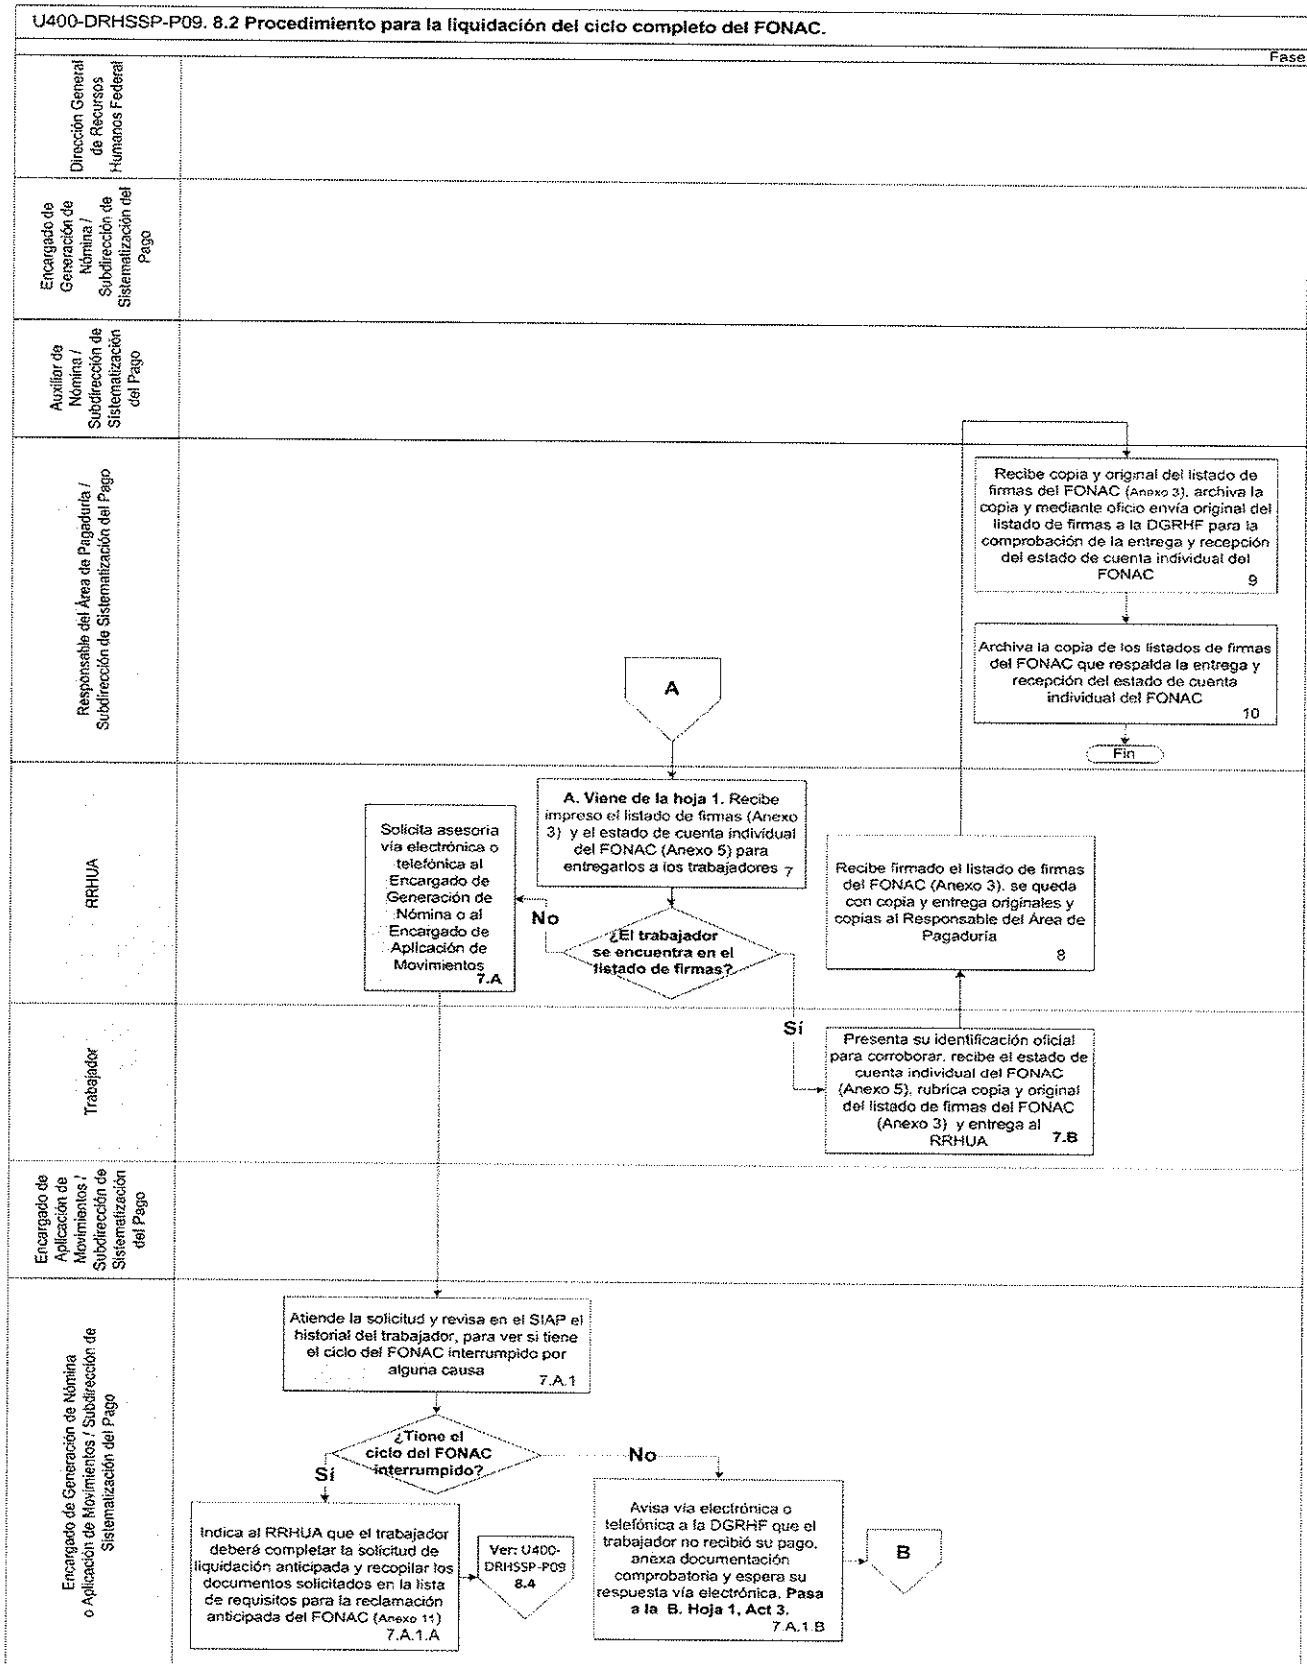 U400-DRHSSP-P09. 8.2 Procedimiento para la liquidación del ciclo completo del FONAC.
Fase
Dirección General
de Recursos
Humanos Federal
Encargado de
Generación de
Nómina /
Subdirección de
Sistematización del
Pago
Auxiliar de
Nómina /
Subdirección de
Sistematización
del Pago
Responsable del Área de Pagaduría /
Subdirección de Sistematización del Pago
Recibe copia y original del listado de
firmas del FONAC (Anexo 3), archiva la
copia y mediante oficio envía original del
listado de firmas a la DGRHF para la
comprobación de la entrega y recepción
del estado de cuenta individual del
FONAC
9
Archiva la copia de los listados de firmas
del FONAC que respalda la entrega y
recepción del estado de cuenta
individual del FONAC
10
Fin
A
RRHUA
A. Viene de la hoja 1. Recibe
impreso el listado de firmas (Anexo
3) y el estado de cuenta individual
del FONAC (Anexo 5) para
entregarlos a los trabajadores 7
¿El trabajador
se encuentra en el
listado de firmas?
No
Solicita asesoría
vía electrónica o
telefónica al
Encargado de
Generación de
Nómina o al
Encargado de
Aplicación de
Movimientos
7.A
Sí
Recibe firmado el listado de firmas
del FONAC (Anexo 3), se queda
con copia y entrega originales y
copias al Responsable del Área de
Pagaduría
8
Trabajador
Presenta su identificación oficial
para corroborar, recibe el estado de
cuenta individual del FONAC
(Anexo 5), rubrica copia y original
del listado de firmas del FONAC
(Anexo 3) y entrega al
RRHUA 7.B
Encargado de
Aplicación de
Movimientos /
Subdirección de
Sistematización
del Pago
Encargado de Generación de Nómina
o Aplicación de Movimientos / Subdirección de
Sistematización del Pago
Atiende la solicitud y revisa en el SIAP el
historial del trabajador, para ver si tiene
el ciclo del FONAC interrumpido por
alguna causa
7.A.1
¿Tiene el
ciclo del FONAC
interrumpido?
Sí
No
Indica al RRHUA que el trabajador
deberá completar la solicitud de
liquidación anticipada y recopilar los
documentos solicitados en la lista
de requisitos para la reclamación
anticipada del FONAC (Anexo 11)
7.A.1.A
Ver: U400-
DRHSSP-P09
8.4
Avisa vía electrónica o
telefónica a la DGRHF que el
trabajador no recibió su pago,
anexa documentación
comprobatoria y espera su
respuesta vía electrónica. Pasa
a la B. Hoja 1, Act 3.
7.A.1.B
B